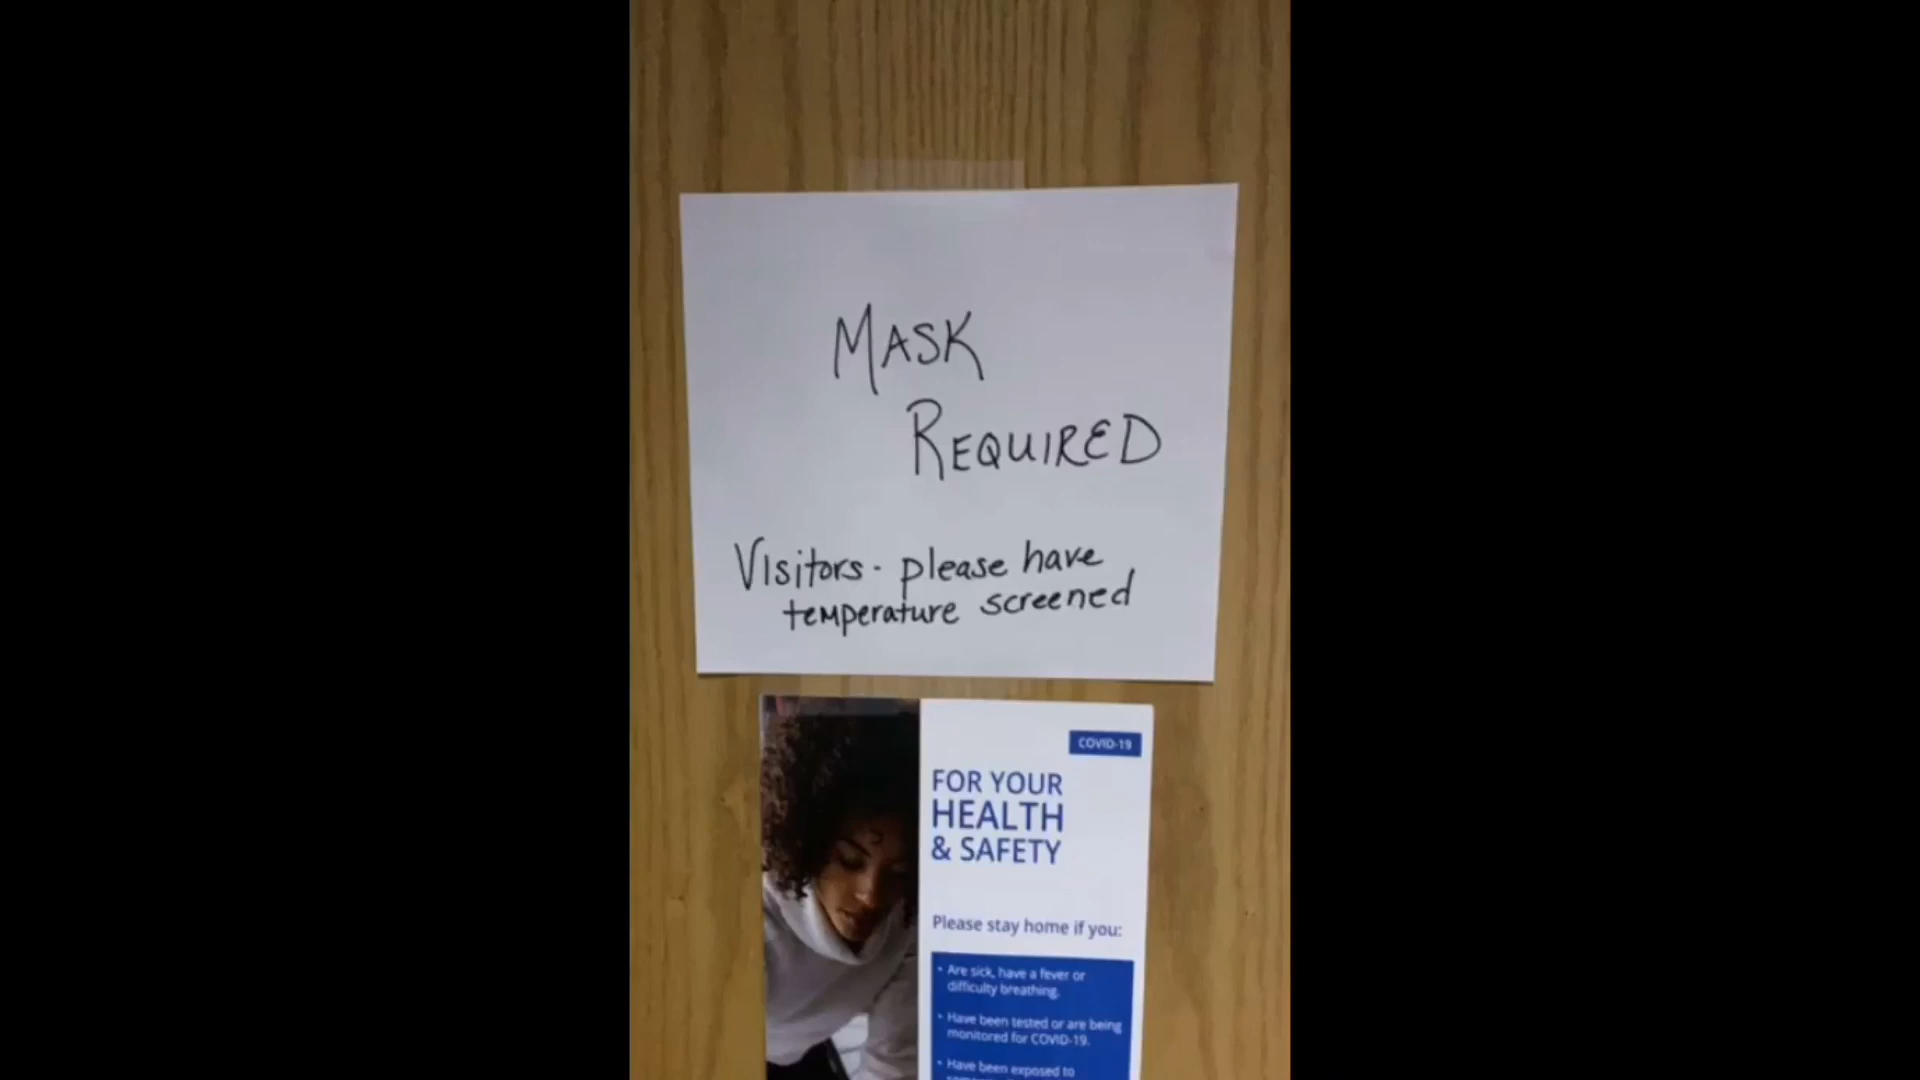 MASK
REQUIRED
Visitors - please have
temperature screened
COVID-19
FOR YOUR
HEALTH
& SAFETY
Please stay home if you:
• Are sick, have a fever or
difficulty breathing.
• Have been tested or are being
monitored for COVID-19.
• Have been exposed to